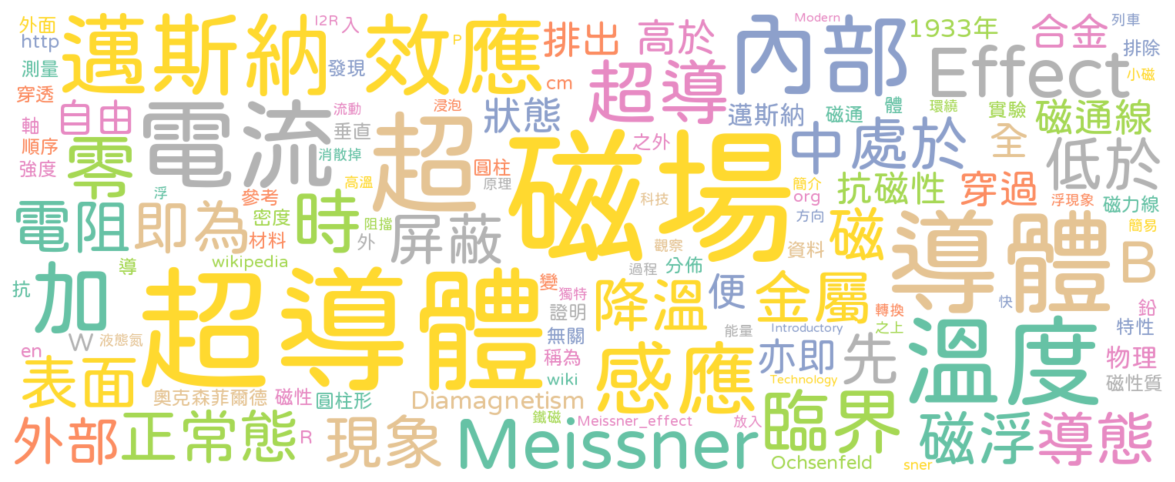 外面
I2R
入
Modern
列車
http
邁斯納
效應
P
排出
高於
內部
1933年
合金
排除
測量
發現
cm
超導
Effect
小磁
穿透
自由
電流
流動
浸泡
狀態
邁斯納
磁通
體
環繞
實驗
磁通線
軸
垂直
超
磁場
之外
中
處於
全
低於
順序
零
消散掉
圓柱
強度
浮
高溫
原理
科技
簡介
org
抗磁性
穿過
浮現象
磁力線
電阻
即為
參考
密度
時
阻擋
屏蔽
方向
磁
導體
簡易
B
材料
外
觀察
資料
wikipedia
過程
分佈
導
抗
加
超導體
變
獨特
降溫
便
金屬
轉換
快
鉛
W
證明
能量
Introductory
之上
溫度
特性
en
液態氮
無關
稱為
感應
亦即
先
物理
表面
wiki
Technology
磁性質
奧克森菲爾德
磁性
圓柱形
Diamagnetism
鐵磁
臨界
外部
正常態
R
現象
Meissner
Meissner_effect
放入
Ochsenfeld
sner
磁浮
導態